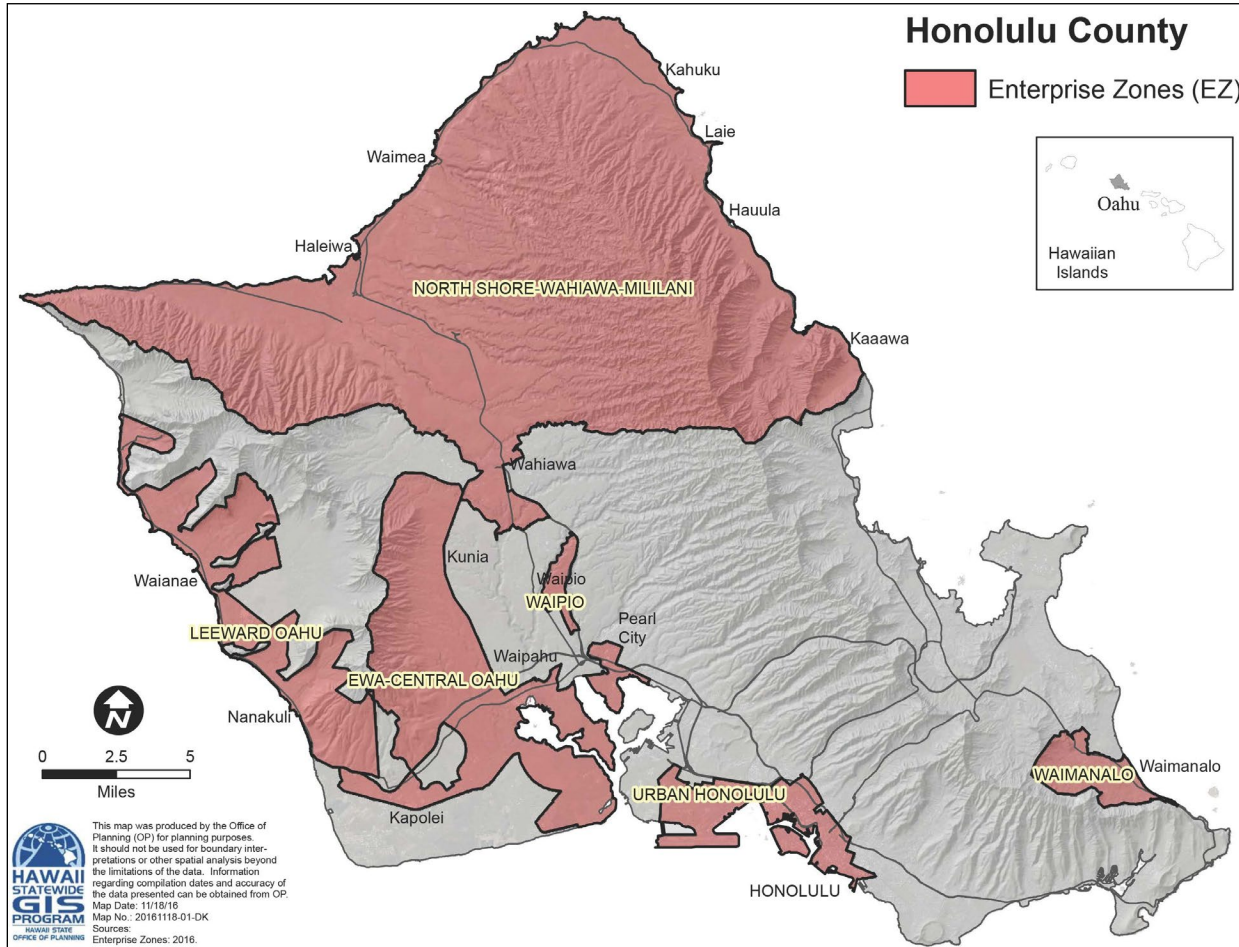 Honolulu County
Enterprise Zones (EZ)
Oahu
Hawaiian
Islands
Kahuku
Laie
Waimea
Hauula
Haleiwa
NORTH SHORE-WAHIAWA-MILILANI
Kaaawa
Wahiawa
Kunia
Waianae
Waipio
WAIPIO
Pearl
City
LEEWARD OAHU
Waipahu
EWA-CENTRAL OAHU
Nanakuli
N
0 2.5 5
Miles
WAIMANALO
Waimanalo
URBAN HONOLULU
Kapolei
HONOLULU
HAWAII
STATEWIDE
GIS
PROGRAM
HAWAII STATE
OFFICE OF PLANNING
This map was produced by the Office of
Planning (OP) for planning purposes.
It should not be used for boundary inter-
pretations or other spatial analysis beyond
the limitations of the data. Information
regarding compilation dates and accuracy of
the data presented can be obtained from OP.
Map Date: 11/18/16
Map No.: 20161118-01-DK
Sources:
Enterprise Zones: 2016.